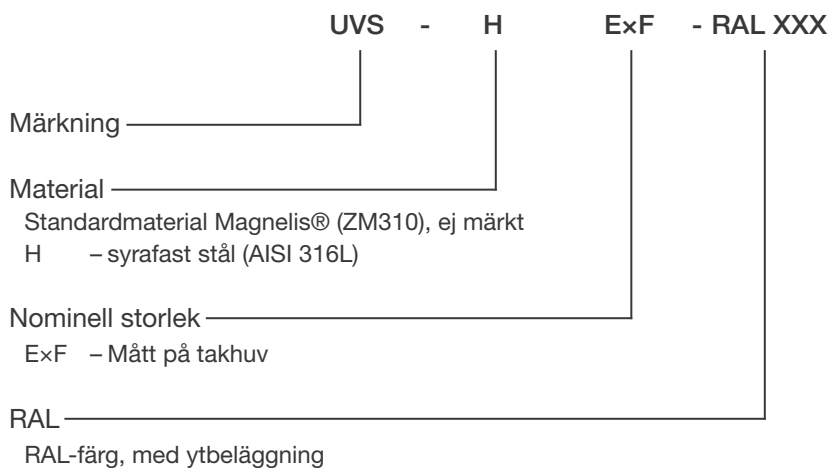 UVS - H E×F - RAL XXX
Märkning
Material
Standardmaterial Magnelis® (ZM310), ej märkt
H – syrafast stål (AISI 316L)
Nominell storlek
E×F – Mått på takhuv
RAL
RAL-färg, med ytbeläggning